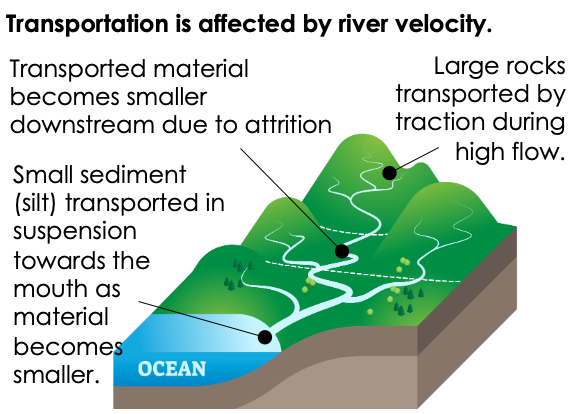 Transportation is affected by river velocity.
Transported material
becomes smaller
downstream due to attrition
Large rocks
transported by
traction during
high flow.
Small sediment
(silt) transported in
suspension
towards the
mouth as
material
becomes
smaller.
OCEAN